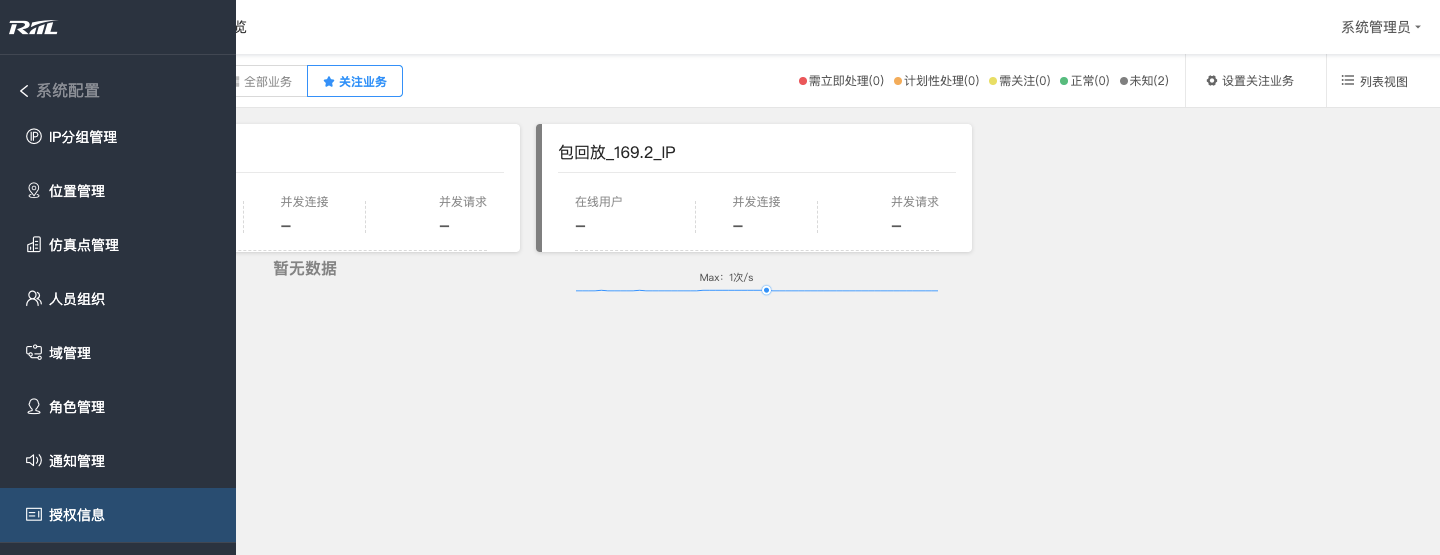 RIIL
览
系统管理员
系统配置
IP分组管理
位置管理
仿真点管理
人员组织
域管理
角色管理
通知管理
授权信息
全部业务
关注业务
需立即处理(0)
计划性处理(0)
需关注(0)
正常(0)
未知(2)
设置关注业务
列表视图
并发连接
–
并发请求
–
暂无数据
包回放_169.2_IP
在线用户
–
并发连接
–
并发请求
–
Max：1次/s